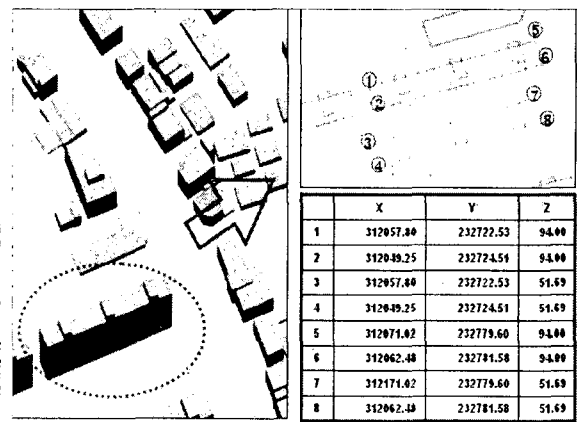 ⑤
⑥
①
②
⑦
⑧
③
④
X Y Z
1 312057.80 232722.53 94.00
2 312049.25 232724.51 94.00
3 312057.80 232722.53 51.69
4 312049.25 232724.51 51.69
5 312071.02 232779.60 94.00
6 312062.48 232781.58 94.00
7 312171.02 232779.60 51.69
8 312062.48 232781.58 51.69